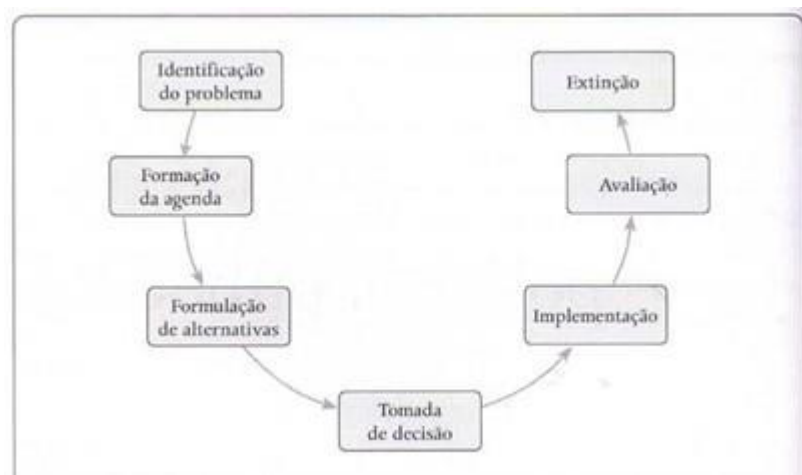 Identificação
do problema
Formação
da agenda
Formulação
de alternativas
Tomada
de decisão
Implementação
Avaliação
Extinção